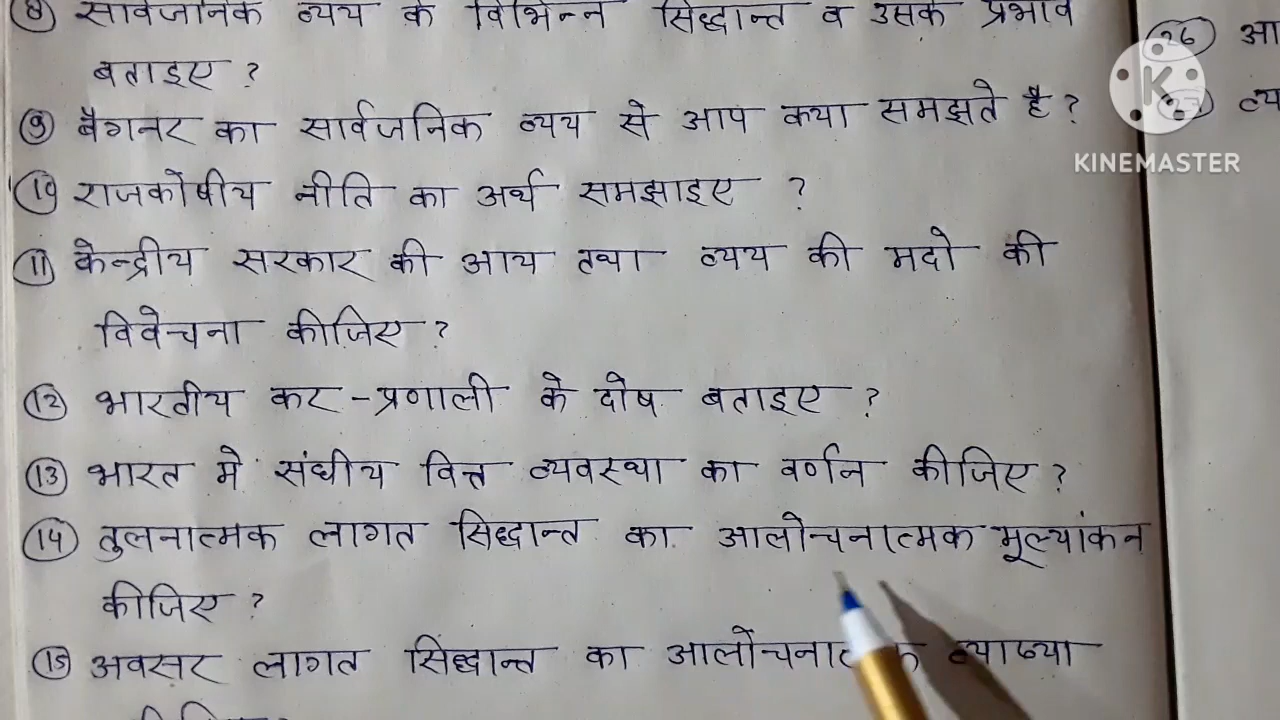 ⑧ सार्वजनिक व्यय के विभिन्न सिद्धान्त व उसके प्रभाव
बताइए ?
⑨ वैगनर का सार्वजनिक व्यय से आप क्या समझते है ?
⑩ राजकोषीय नीति का अर्थ समझाइए ?
⑪ केन्द्रीय सरकार की आय तथा व्यय की मदो की
विवेचना कीजिए ?
⑫ भारतीय कर - प्रणाली के दोष बताइए ?
⑬ भारत मे संघीय वित्त व्यवस्था का वर्णन कीजिए ?
⑭ तुलनात्मक लागत सिद्धान्त का आलोचनात्मक मूल्यांकन
कीजिए ?
⑮ अवसर लागत सिद्धान्त का व्याख्या
26 आ
27 व्य
KINEMASTER